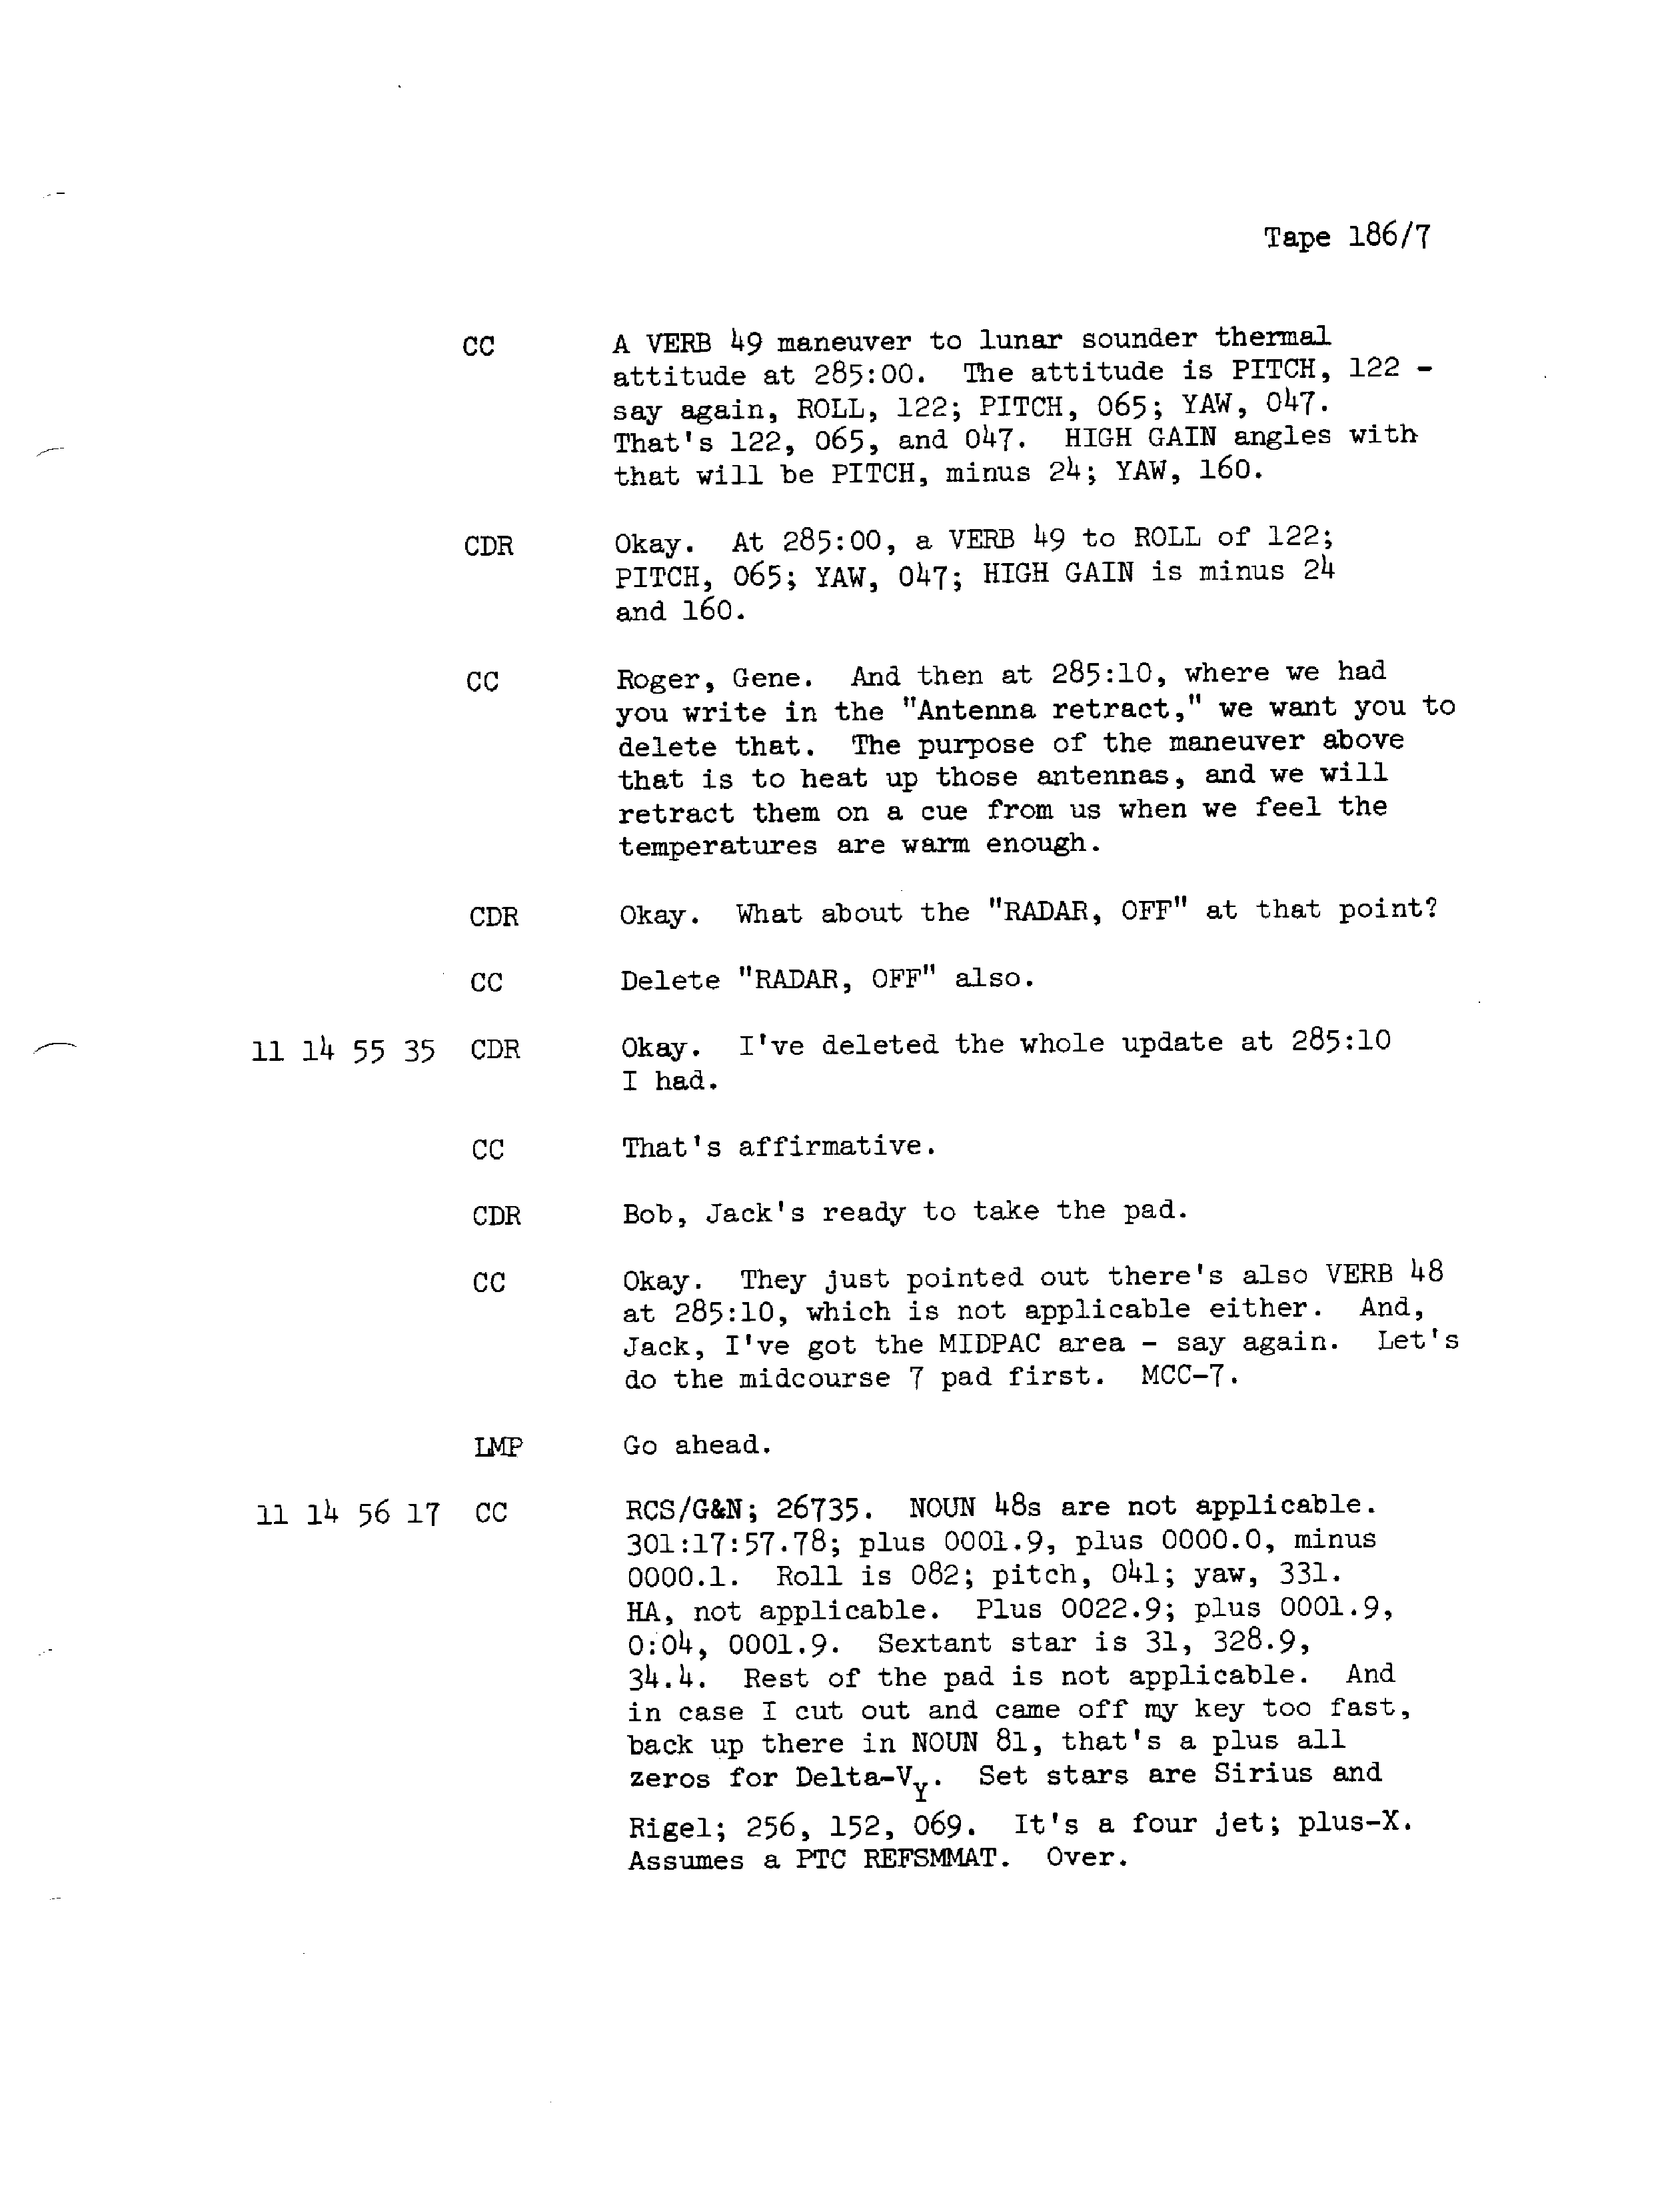 Tape 186/7
CC A VERB 49 maneuver to lunar sounder thermal
attitude at 285:00. The attitude is PITCH, 122 -
say again, ROLL, 122; PITCH, 065; YAW, 047.
That's 122, 065, and 047. HIGH GAIN angles with
that will be PITCH, minus 24; YAW, 160.
CDR Okay. At 285:00, a VERB 49 to ROLL of 122;
PITCH, 065; YAW, 047; HIGH GAIN is minus 24
and 160.
CC Roger, Gene. And then at 285:10, where we had
you write in the "Antenna retract," we want you to
delete that. The purpose of the maneuver above
that is to heat up those antennas, and we will
retract them on a cue from us when we feel the
temperatures are warm enough.
CDR Okay. What about the "RADAR, OFF" at that point?
CC Delete "RADAR, OFF" also.
11 14 55 35 CDR Okay. I've deleted the whole update at 285:10
I had.
CC That's affirmative.
CDR Bob, Jack's ready to take the pad.
CC Okay. They just pointed out there's also VERB 48
at 285:10, which is not applicable either. And,
Jack, I've got the MIDPAC area - say again. Let's
do the midcourse 7 pad first. MCC-7.
LMP Go ahead.
11 14 56 17 CC RCS/G&N; 26735. NOUN 48s are not applicable.
301:17:57.78; plus 0001.9, plus 0000.0, minus
0000.1. Roll is 082; pitch, 041; yaw, 331.
HA, not applicable. Plus 0022.9; plus 0001.9,
0:04, 0001.9. Sextant star is 31, 328.9,
34.4. Rest of the pad is not applicable. And
in case I cut out and came off my key too fast,
back up there in NOUN 81, that's a plus all
zeros for Delta-VY. Set stars are Sirius and
Rigel; 256, 152, 069. It's a four jet; plus-X.
Assumes a PTC REFSMMAT. Over.